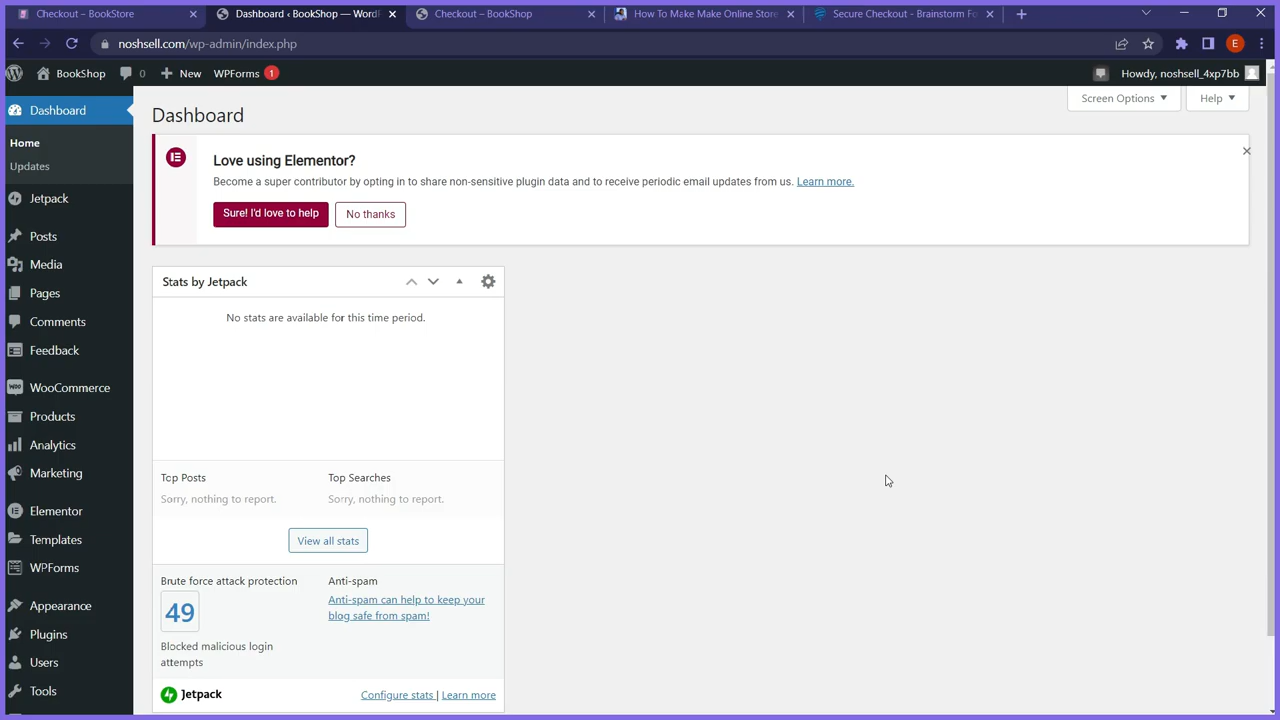 Checkout – BookStore
Dashboard ‹ BookShop — WordP
Checkout – BookShop
How To Make Make Online Store
Secure Checkout - Brainstorm Fo
noshsell.com/wp-admin/index.php
E
BookShop
0
New
WPForms 1
Howdy, noshsell_4xp7bb
Screen Options
Help
Dashboard
Home
Updates
Jetpack
Posts
Media
Pages
Comments
Feedback
WooCommerce
Products
Analytics
Marketing
Elementor
Templates
WPForms
Appearance
Plugins
Users
Tools
Dashboard
Love using Elementor?
Become a super contributor by opting in to share non-sensitive plugin data and to receive periodic email updates from us. Learn more.
Sure! I'd love to help
No thanks
Stats by Jetpack
No stats are available for this time period.
Top Posts
Sorry, nothing to report.
Top Searches
Sorry, nothing to report.
View all stats
Brute force attack protection
49
Blocked malicious login
attempts
Anti-spam
Anti-spam can help to keep your
blog safe from spam!
Jetpack
Configure stats | Learn more